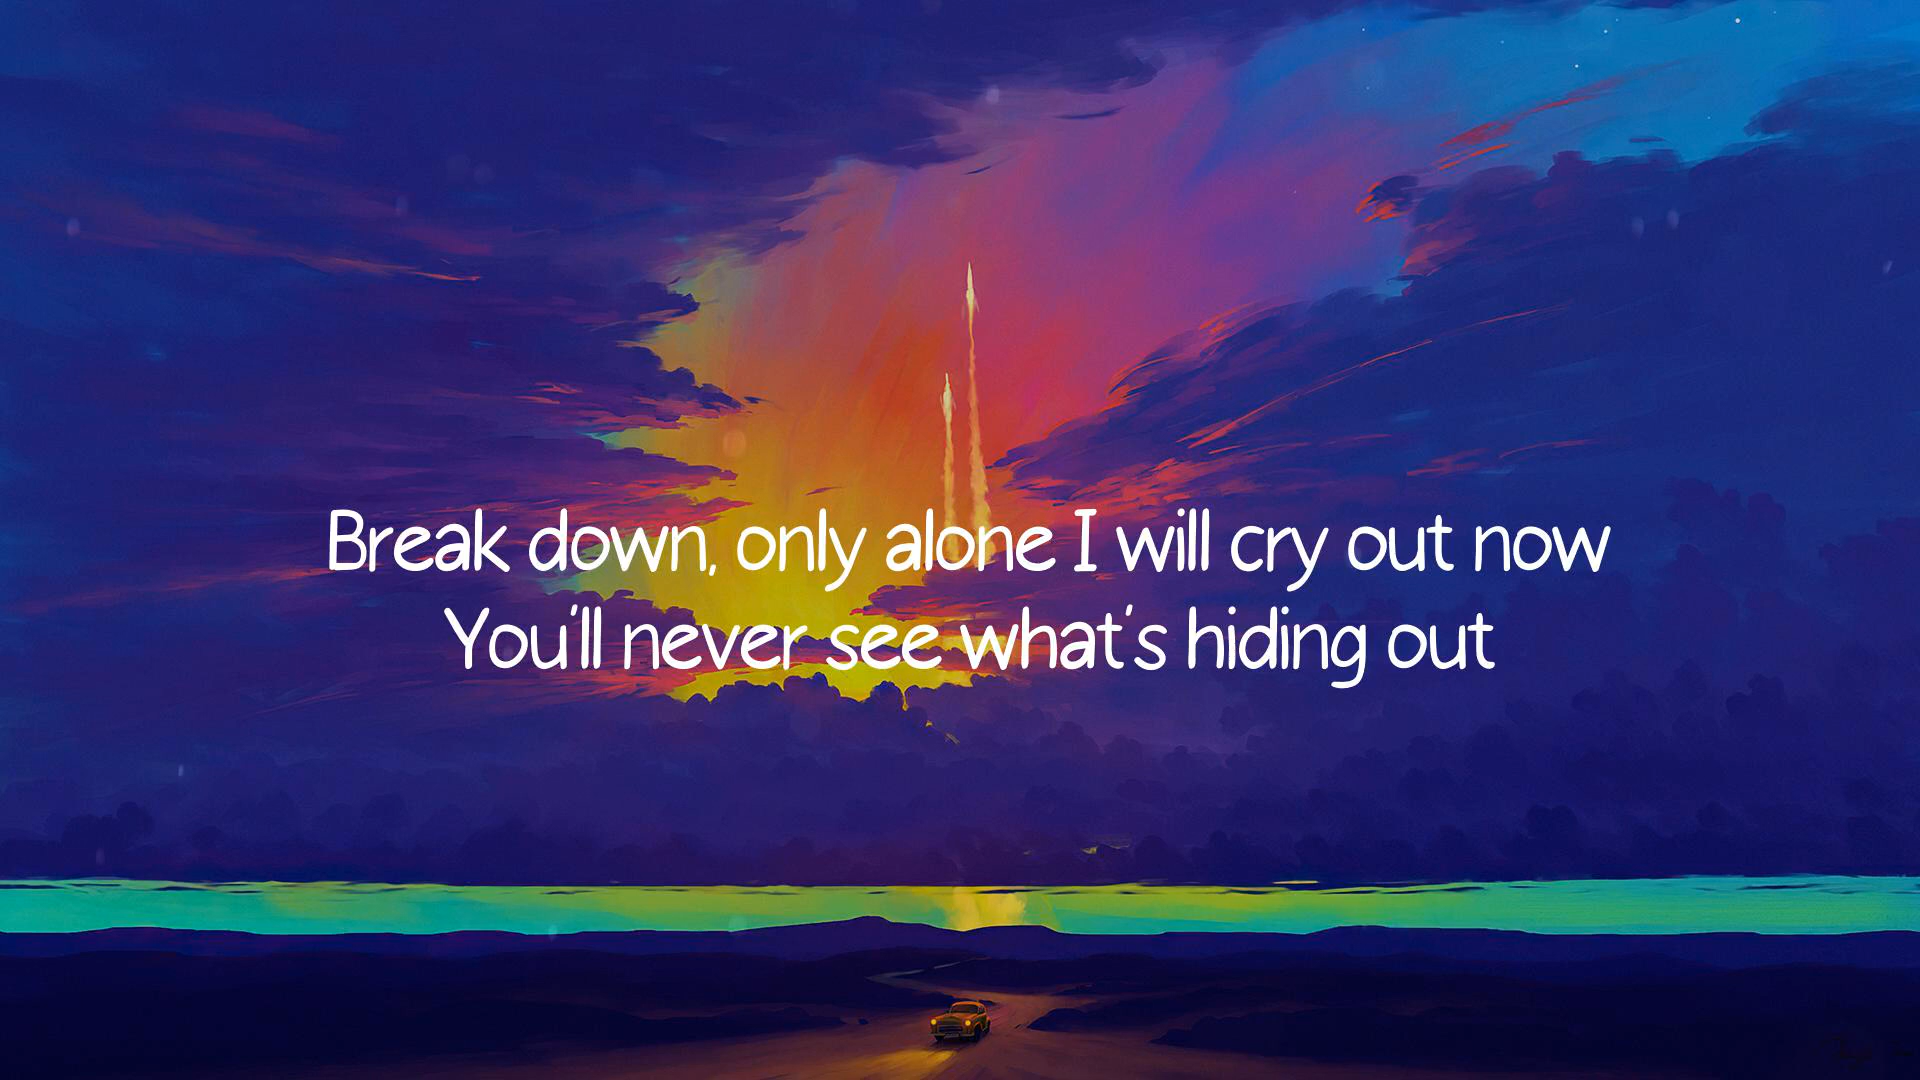 Break down, only alone I will cry out now
You'll never see what's hiding out